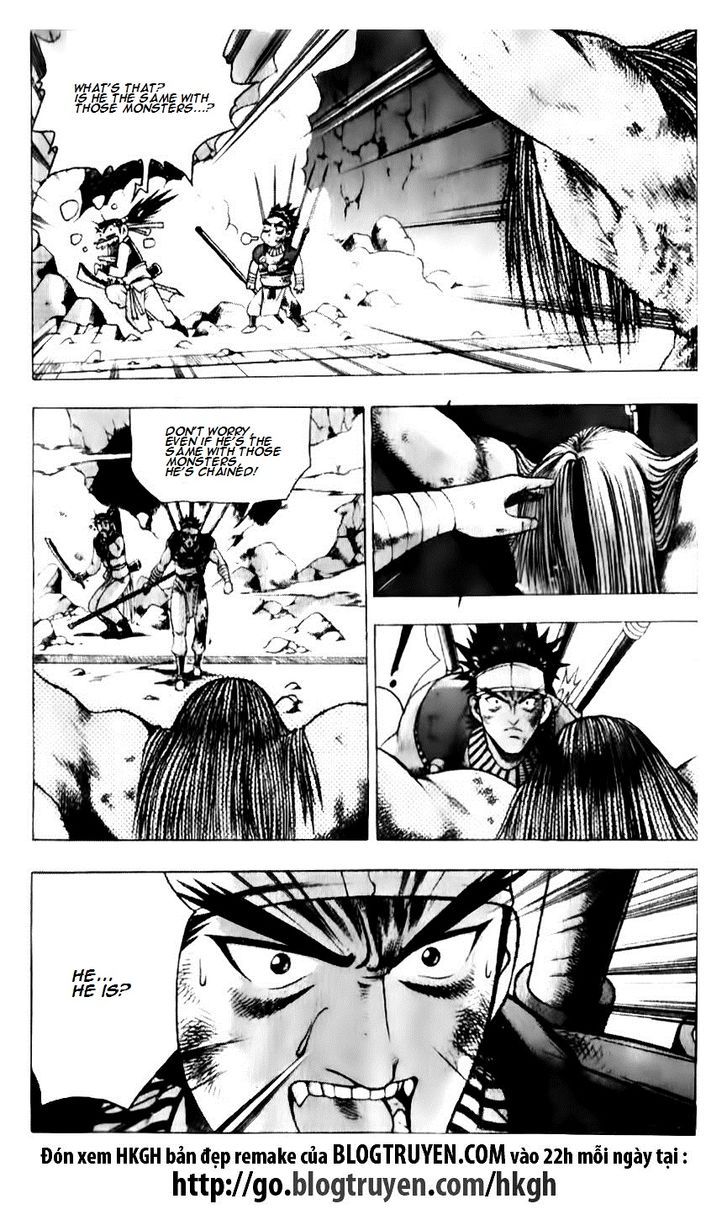 WHAT'S THAT?
IS HE THE SAME WITH
THOSE MONSTERS...?
DON'T WORRY,
EVEN IF HE'S THE
SAME WITH THOSE
MONSTERS,
HE'S CHAINED!
HE...
HE IS?
Đón xem HKGH bản đẹp remake của BLOGTRUYEN.COM vào 22h mỗi ngày tại :
http://go.blogtruyen.com/hkgh